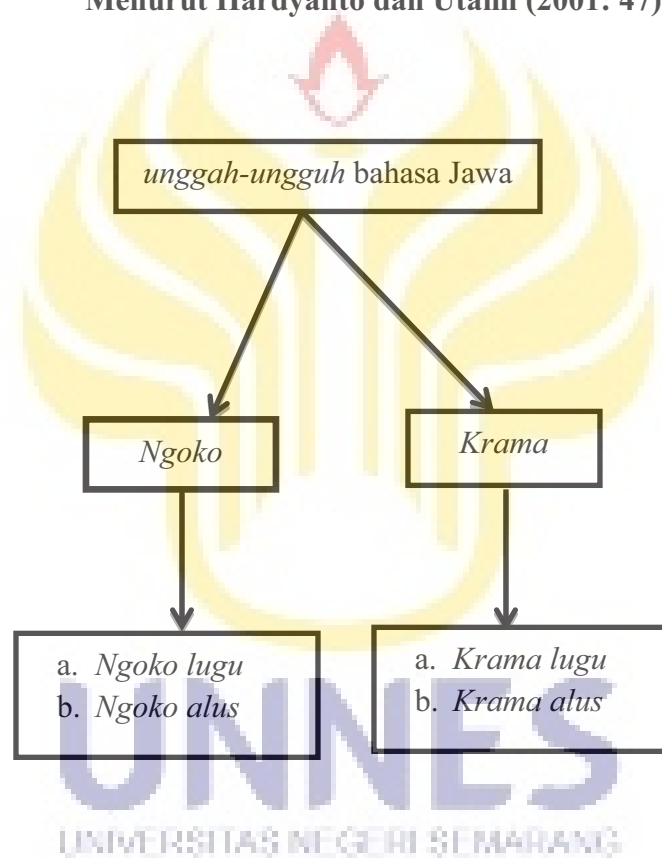 Menurut Hardyanto dan Utami (2001: 47)
unggah-ungguh bahasa Jawa
Ngoko
Krama
a. Ngoko lugu
b. Ngoko alus
a. Krama lugu
b. Krama alus
UNNES
UNIVERSITAS NEGERI SEMARANG